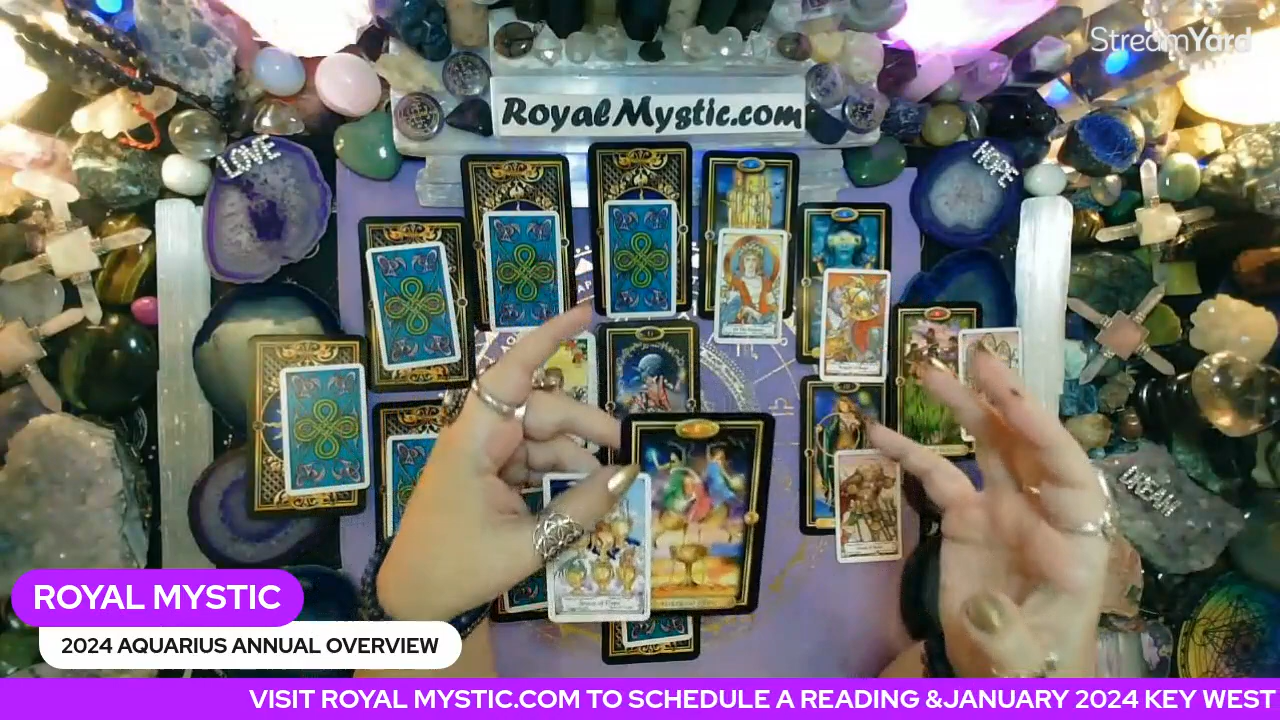 StreamYard
RoyalMystic.com
LOVE
HOPE
DREAM
ROYAL MYSTIC
2024 AQUARIUS ANNUAL OVERVIEW
VISIT ROYAL MYSTIC.COM TO SCHEDULE A READING &JANUARY 2024 KEY WEST